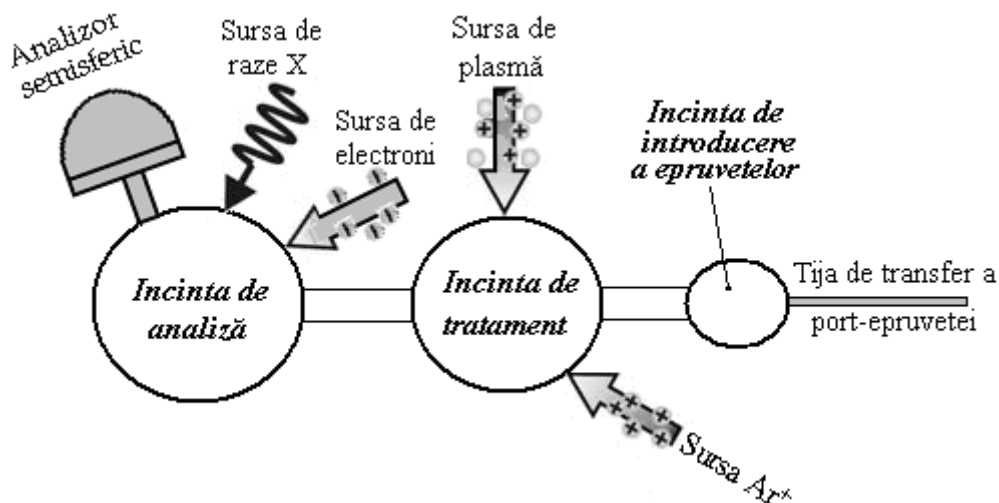 Analizor
semisferic
Sursa de
raze X
Sursa de
electroni
Sursa de
plasmă
Incinta de
introducere
a epruvetelor
Incinta de
analiză
Incinta de
tratament
Tija de transfer a
port-epruvetei
Sursa Ar⁺